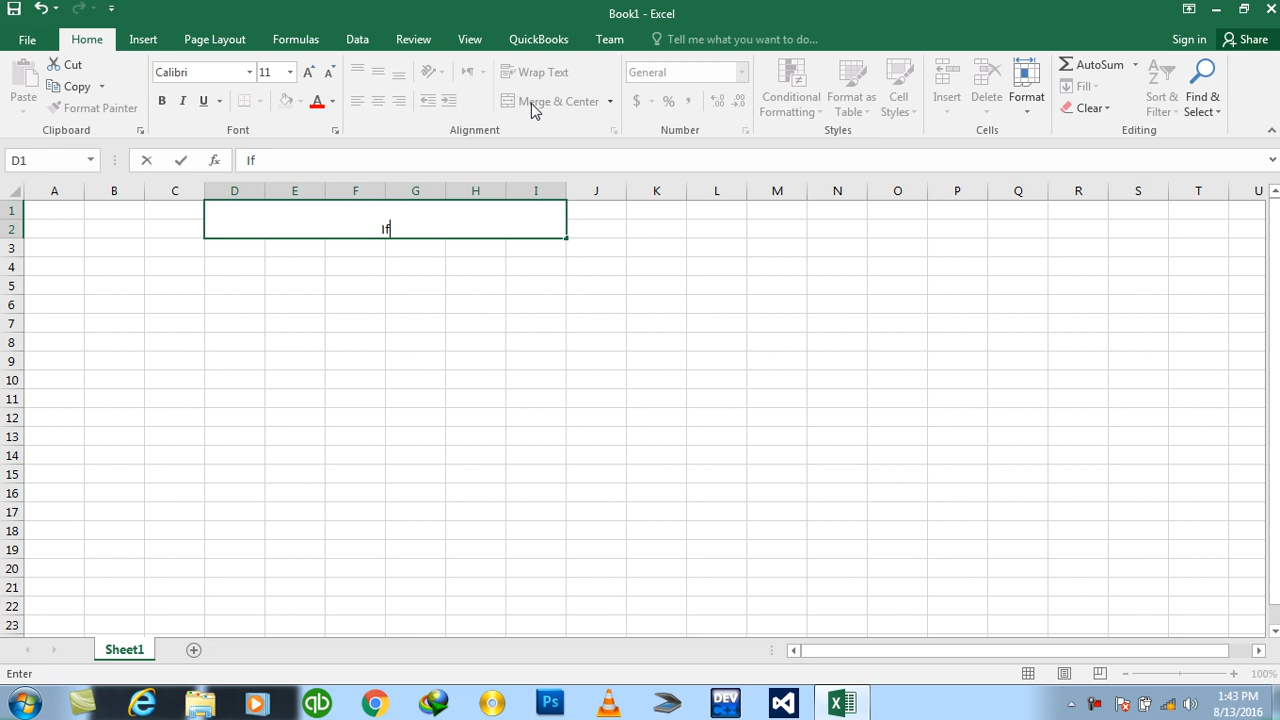 Book1 - Excel
File Home Insert Page Layout Formulas Data Review View QuickBooks Team Tell me what you want to do... Sign in Share
Paste Cut Copy Format Painter
Calibri 11 B I U A A A
Wrap Text Merge & Center
General $ %
Conditional Formatting Format as Table Cell Styles
Insert Delete Format
AutoSum Fill Clear Sort & Filter Find & Select
Clipboard Font Alignment Number Styles Cells Editing
D1 fx If
A B C D E F G H I J K L M N O P Q R S T U
1
2 If
3
4
5
6
7
8
9
10
11
12
13
14
15
16
17
18
19
20
21
22
23
Sheet1
Enter 100%
Ps DEV
1:43 PM
8/13/2016